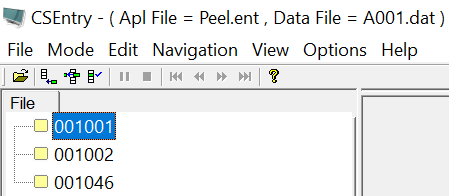 CSEntry - ( Apl File = Peel.ent , Data File = A001.dat )
File Mode Edit Navigation View Options Help
File
001001
001002
001046